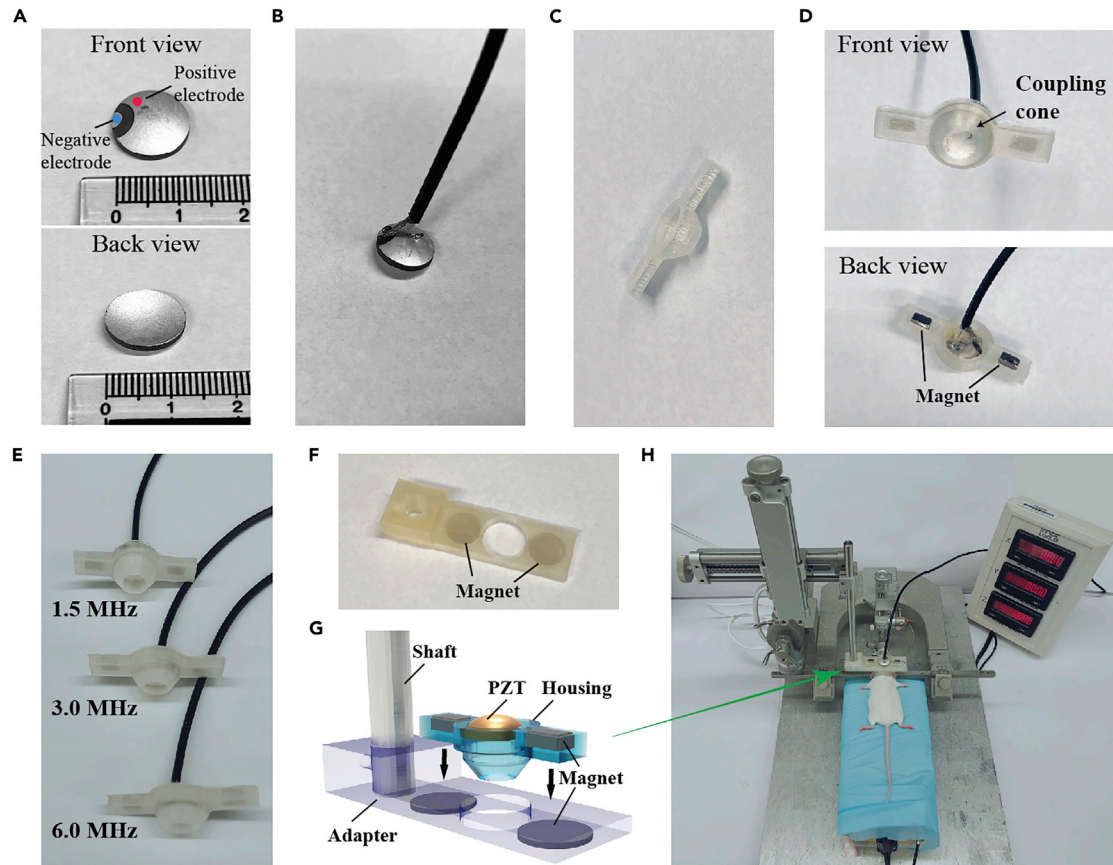 A
Front view
Positive
electrode
Negative
electrode
0 1 2
Back view
0 1 2
B
C
D
Front view
Coupling
cone
Back view
Magnet
E
1.5 MHz
3.0 MHz
6.0 MHz
F
Magnet
G
Shaft
PZT
Housing
Magnet
Adapter
H